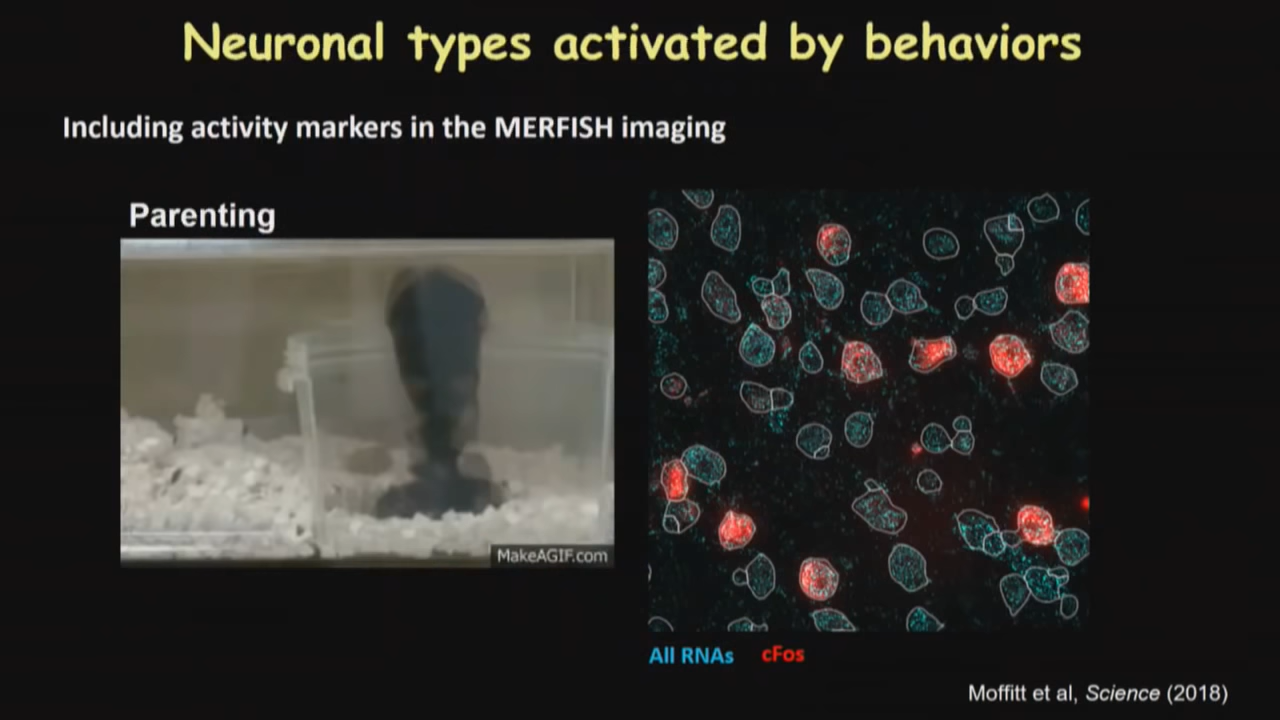 Neuronal types activated by behaviors
Including activity markers in the MERFISH imaging
Parenting
MakeAGIF.com
All RNAs cFos
Moffitt et al, Science (2018)